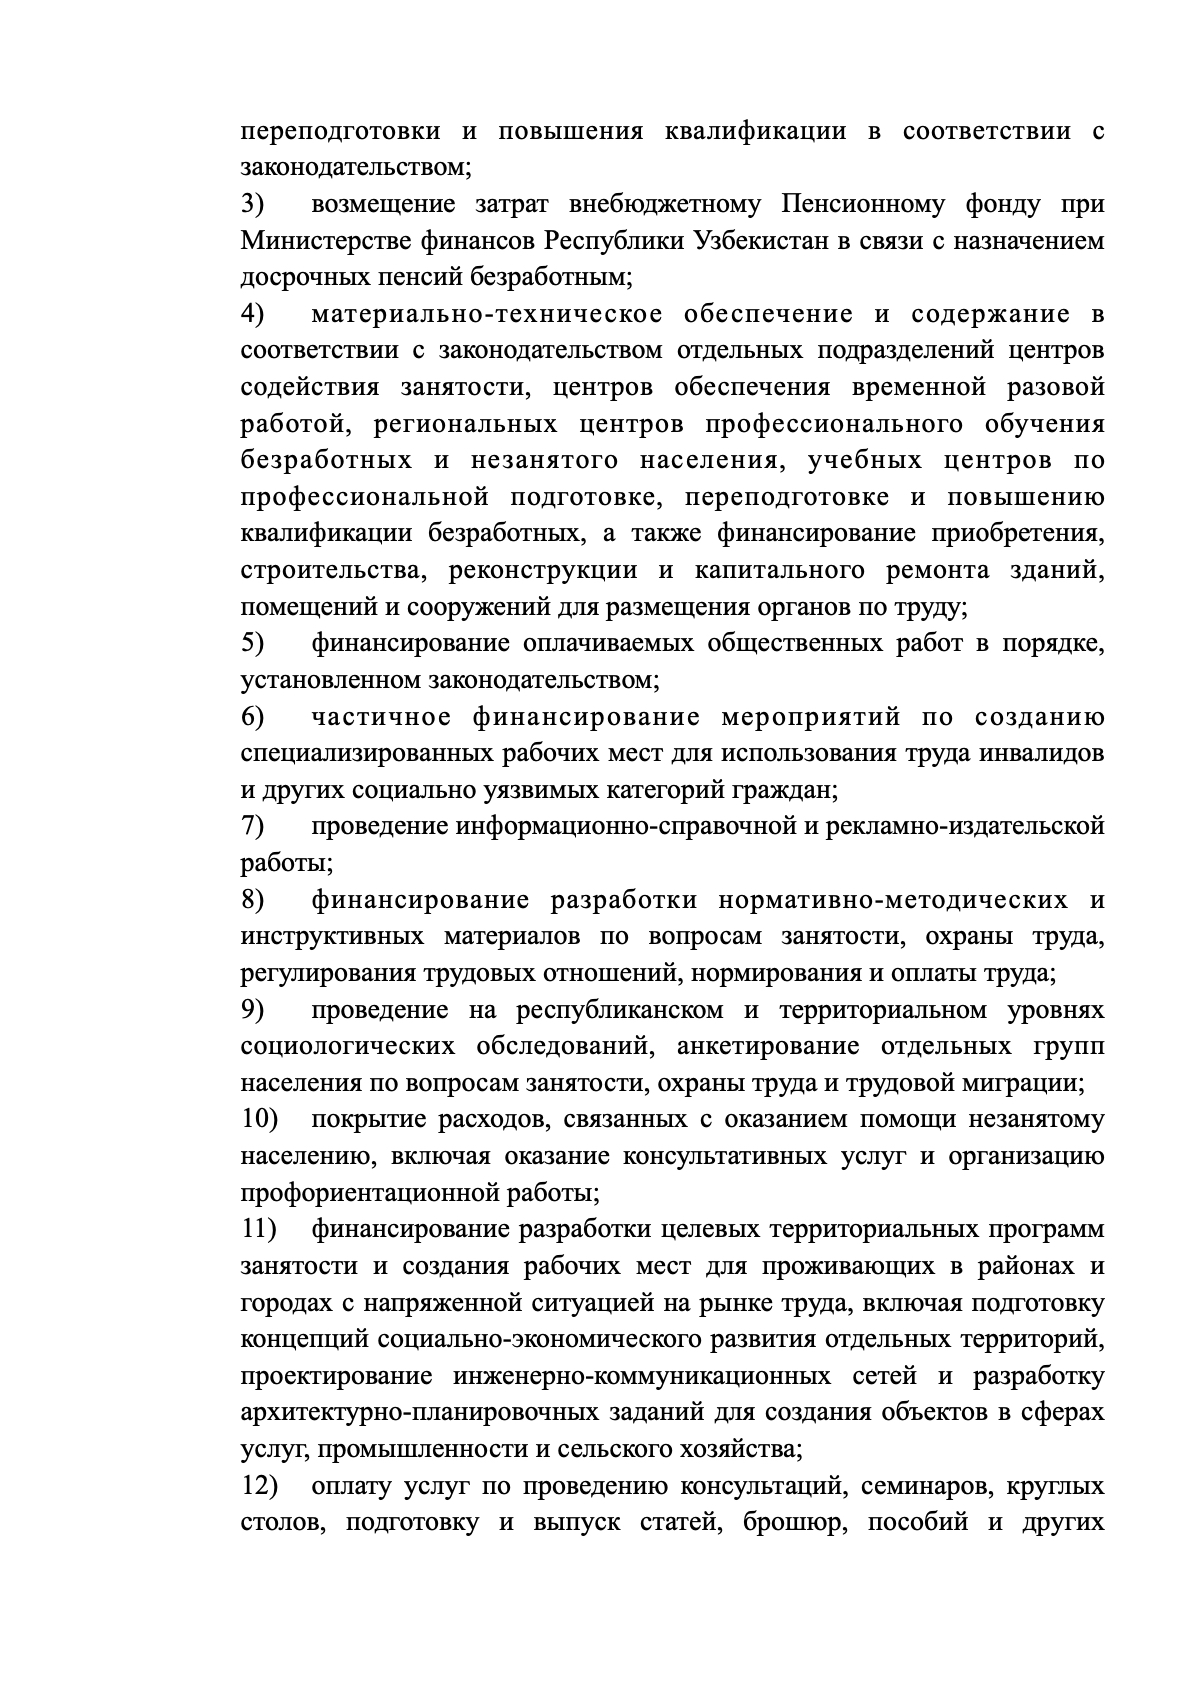 переподготовки и повышения квалификации в соответствии с
законодательством;
3) возмещение затрат внебюджетному Пенсионному фонду при
Министерстве финансов Республики Узбекистан в связи с назначением
досрочных пенсий безработным;
4) материально-техническое обеспечение и содержание в
соответствии с законодательством отдельных подразделений центров
содействия занятости, центров обеспечения временной разовой
работой, региональных центров профессионального обучения
безработных и незанятого населения, учебных центров по
профессиональной подготовке, переподготовке и повышению
квалификации безработных, а также финансирование приобретения,
строительства, реконструкции и капитального ремонта зданий,
помещений и сооружений для размещения органов по труду;
5) финансирование оплачиваемых общественных работ в порядке,
установленном законодательством;
6) частичное финансирование мероприятий по созданию
специализированных рабочих мест для использования труда инвалидов
и других социально уязвимых категорий граждан;
7) проведение информационно-справочной и рекламно-издательской
работы;
8) финансирование разработки нормативно-методических и
инструктивных материалов по вопросам занятости, охраны труда,
регулирования трудовых отношений, нормирования и оплаты труда;
9) проведение на республиканском и территориальном уровнях
социологических обследований, анкетирование отдельных групп
населения по вопросам занятости, охраны труда и трудовой миграции;
10) покрытие расходов, связанных с оказанием помощи незанятому
населению, включая оказание консультативных услуг и организацию
профориентационной работы;
11) финансирование разработки целевых территориальных программ
занятости и создания рабочих мест для проживающих в районах и
городах с напряженной ситуацией на рынке труда, включая подготовку
концепций социально-экономического развития отдельных территорий,
проектирование инженерно-коммуникационных сетей и разработку
архитектурно-планировочных заданий для создания объектов в сферах
услуг, промышленности и сельского хозяйства;
12) оплату услуг по проведению консультаций, семинаров, круглых
столов, подготовку и выпуск статей, брошюр, пособий и других